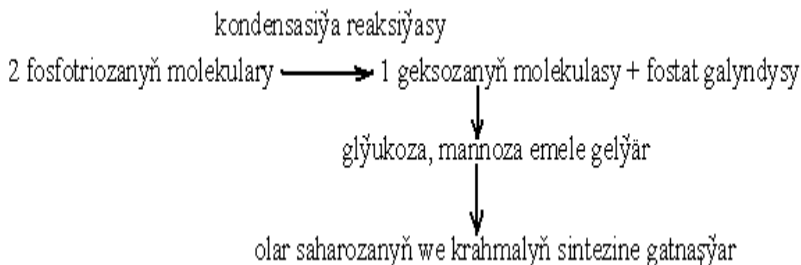 kondensasiýa reaksiýasy
2 fosfotriozanyň molekulary 1 geksozanyň molekulasy + fostat galyndysy
glýukoza, mannoza emele gelýär
olar saharozanyň we krahmalyň sintezine gatnaşýar